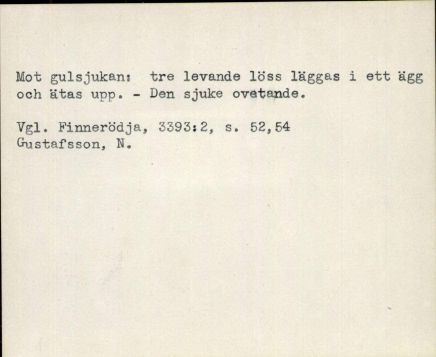 Mot gulsjukan: tre levande löss läggas i ett ägg
och ätas upp. - Den sjuke ovetande.
Vgl. Finnerödja, 3393:2, s. 52,54
Gustafsson, N.